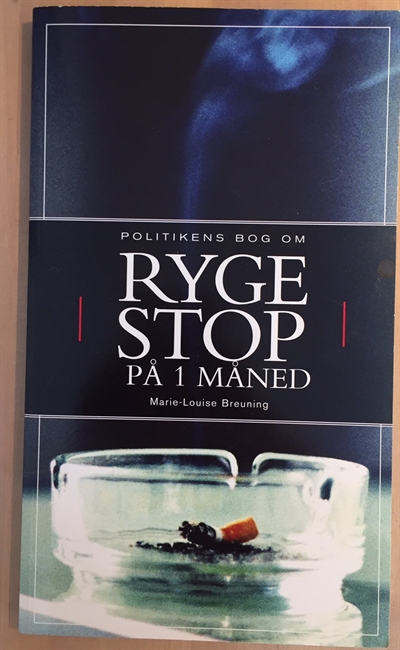 POLITIKENS BOG OM
RYGE
STOP
PÅ 1 MÅNED
Marie-Louise Breuning